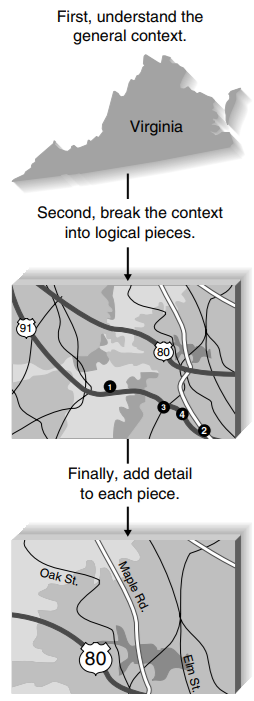 First, understand the
general context.
Virginia
Second, break the context
into logical pieces.
91
80
1
3
4
2
Finally, add detail
to each piece.
Oak St.
Maple Rd.
80
Elm St.